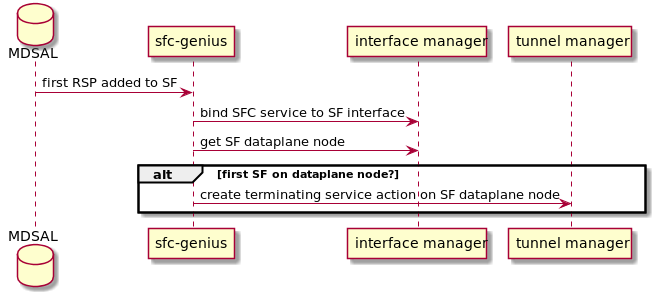 MDSAL
sfc-genius
interface manager
tunnel manager
first RSP added to SF
bind SFC service to SF interface
get SF dataplane node
alt
[first SF on dataplane node?]
create terminating service action on SF dataplane node
MDSAL
sfc-genius
interface manager
tunnel manager